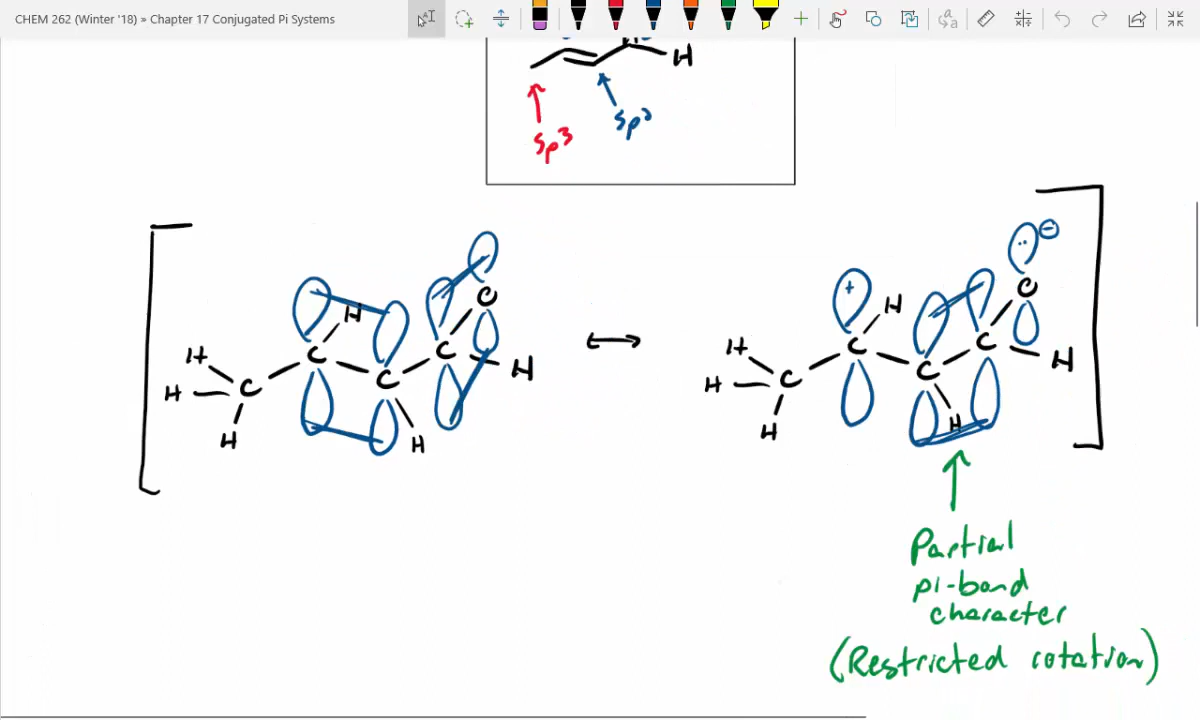 CHEM 262 (Winter '18) » Chapter 17 Conjugated Pi Systems
H
sp3
sp2
H H C C C C H H H H
↔
+ H C C C C ⊖ H H H H H
Partial
pi-bond
character
(Restricted rotation)